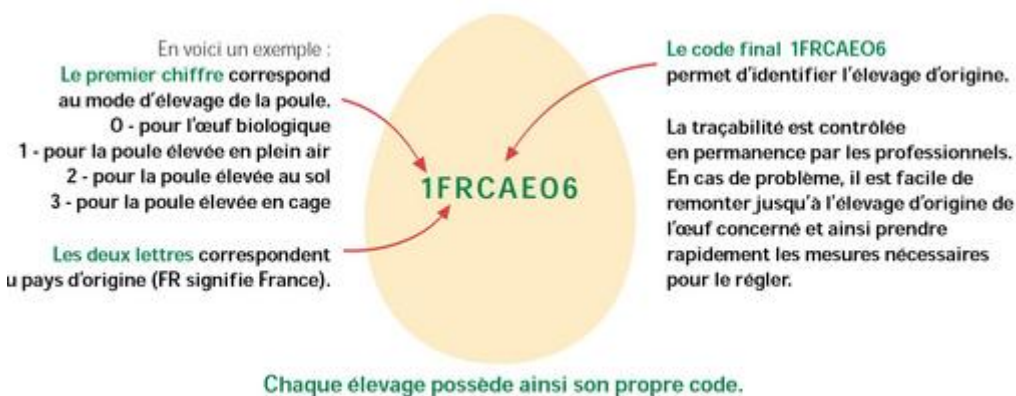 En voici un exemple :
Le premier chiffre correspond
au mode d'élevage de la poule.
0 - pour l'œuf biologique
1 - pour la poule élevée en plein air
2 - pour la poule élevée au sol
3 - pour la poule élevée en cage
Les deux lettres correspondent
u pays d'origine (FR signifie France).
1FRCAE06
Le code final 1FRCAE06
permet d'identifier l'élevage d'origine.
La traçabilité est contrôlée
en permanence par les professionnels.
En cas de problème, il est facile de
remonter jusqu'à l'élevage d'origine de
l'œuf concerné et ainsi prendre
rapidement les mesures nécessaires
pour le régler.
Chaque élevage possède ainsi son propre code.